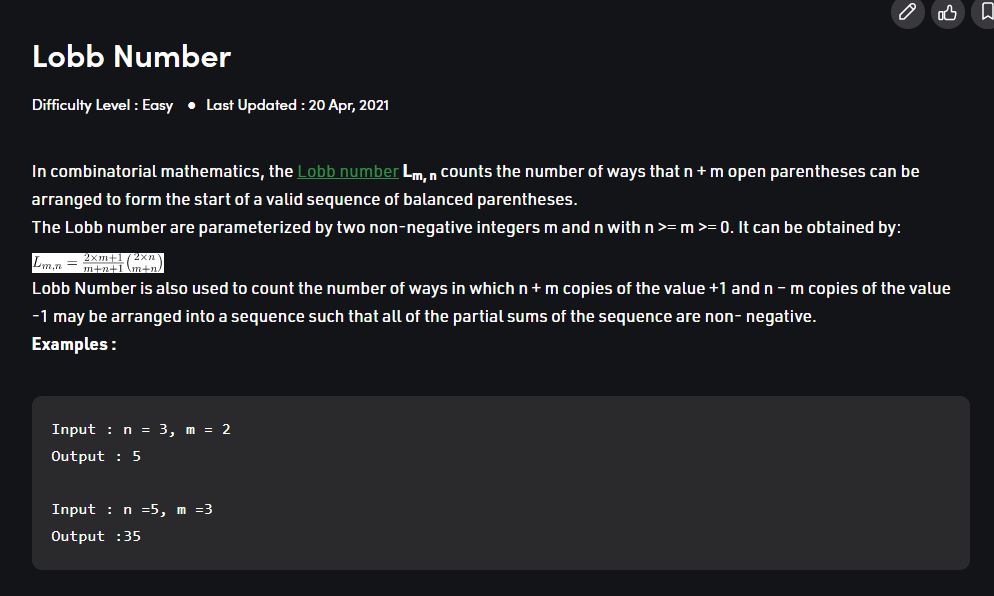 Lobb Number
Difficulty Level : Easy ● Last Updated : 20 Apr, 2021
In combinatorial mathematics, the Lobb number Lm, n counts the number of ways that n + m open parentheses can be
arranged to form the start of a valid sequence of balanced parentheses.
The Lobb number are parameterized by two non-negative integers m and n with n >= m >= 0. It can be obtained by:
L_{m,n} = \frac{2×m+1}{m+n+1}\binom{2×n}{m+n}
Lobb Number is also used to count the number of ways in which n + m copies of the value +1 and n – m copies of the value
-1 may be arranged into a sequence such that all of the partial sums of the sequence are non- negative.
Examples :
Input : n = 3, m = 2
Output : 5
Input : n =5, m =3
Output :35